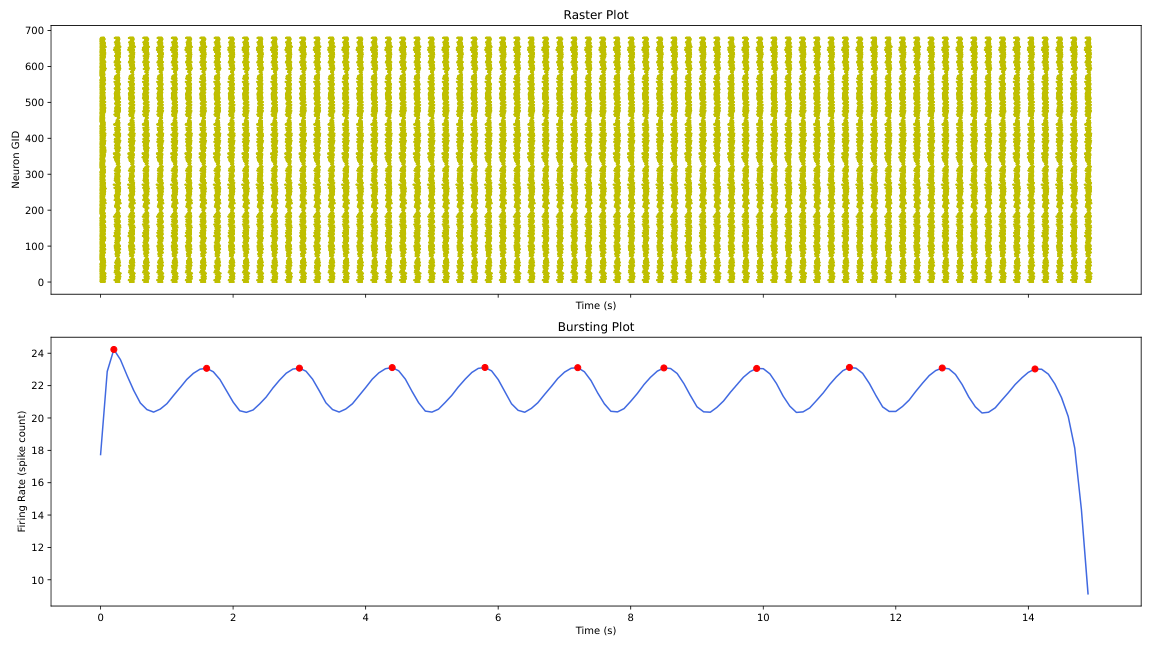 Raster Plot
700
600
500
400
300
200
100
0
Neuron GID
Time (s)
Bursting Plot
24
22
20
18
16
14
12
10
Firing Rate (spike count)
0 2 4 6 8 10 12 14
Time (s)